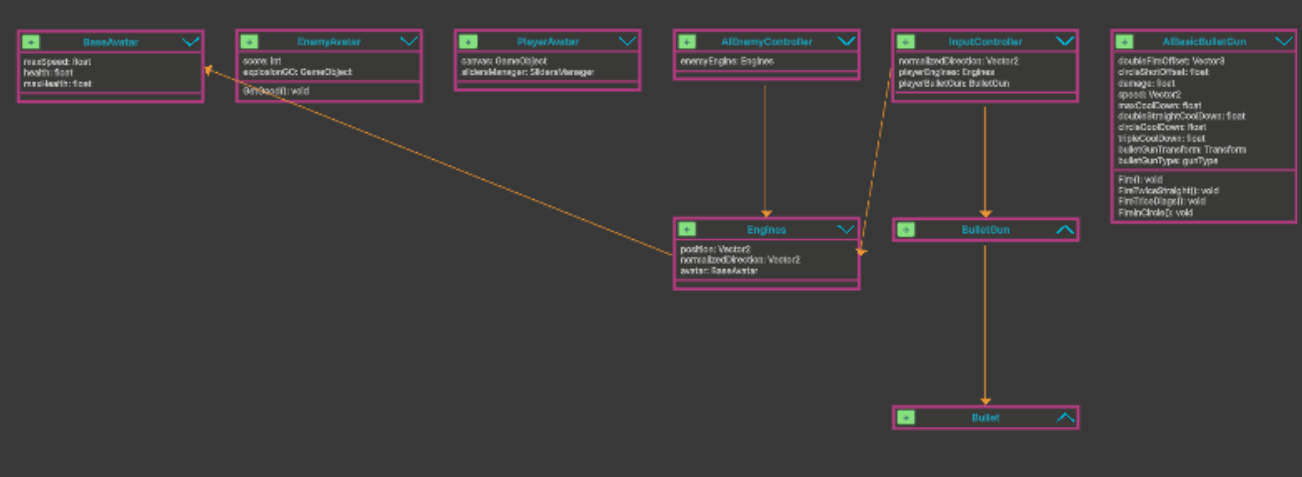 + BaseAvatar
maxSpeed: float
health: float
maxHealth: float
+ EnemyAvatar
score: int
explosionGO: GameObject
void
+ PlayerAvatar
canvas: GameObject
slidersManager: SlidersManager
+ AIEnemyController
enemyEngine: Engines
+ InputController
normalizedDirection: Vector2
playerEngines: Engines
playerBulletGun: BulletGun
+ AIBasicBulletGun
doubleFireOffset: Vector3
circleShotOffset: float
damage: float
speed: Vector2
maxCoolDown: float
doubleStraightCoolDown: float
circleCoolDown: float
tripleCoolDown: float
bulletGunTransform: Transform
bulletGunType: gunType
Fire(): void
FireTwiceStraight(): void
FireTriceDiags(): void
FireInCircle(): void
+ Engines
position: Vector2
normalizedDirection: Vector2
avatar: BaseAvatar
+ BulletGun
+ Bullet